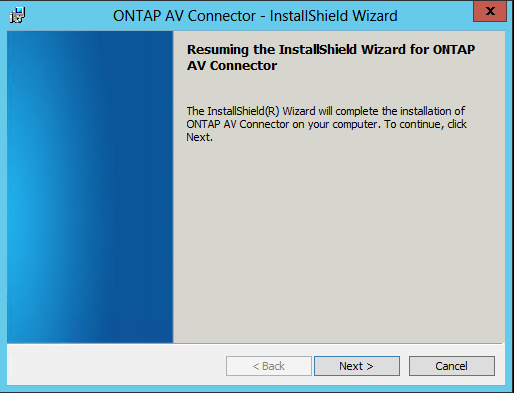 ONTAP AV Connector - InstallShield Wizard
X
Resuming the InstallShield Wizard for ONTAP
AV Connector
The InstallShield(R) Wizard will complete the installation of
ONTAP AV Connector on your computer. To continue, click
Next.
< Back
Next >
Cancel